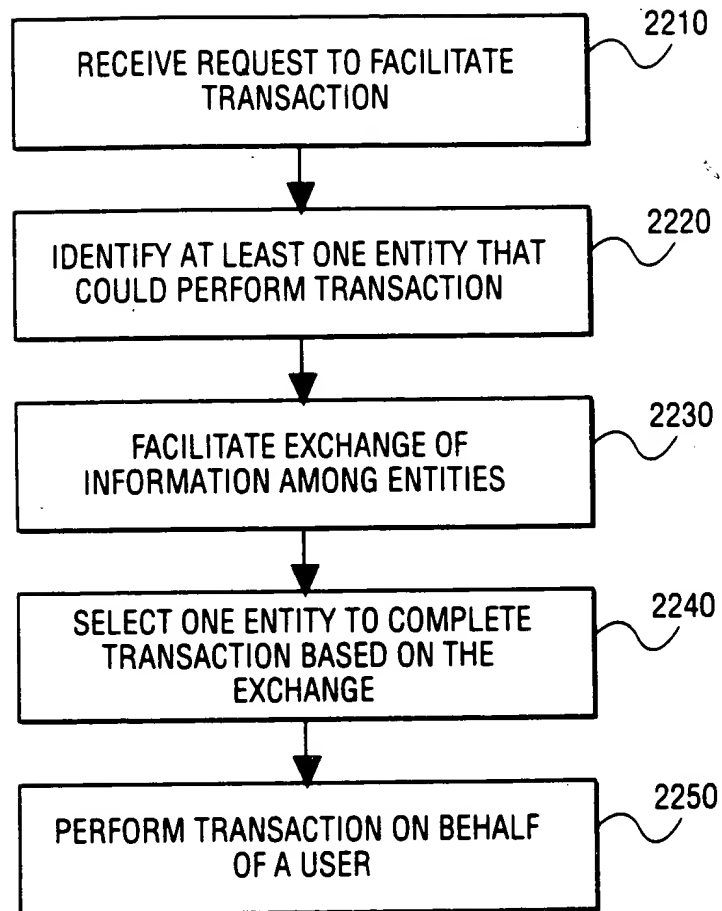 2210
RECEIVE REQUEST TO FACILITATE
TRANSACTION
2220
IDENTIFY AT LEAST ONE ENTITY THAT
COULD PERFORM TRANSACTION
2230
FACILITATE EXCHANGE OF
INFORMATION AMONG ENTITIES
2240
SELECT ONE ENTITY TO COMPLETE
TRANSACTION BASED ON THE
EXCHANGE
2250
PERFORM TRANSACTION ON BEHALF
OF A USER